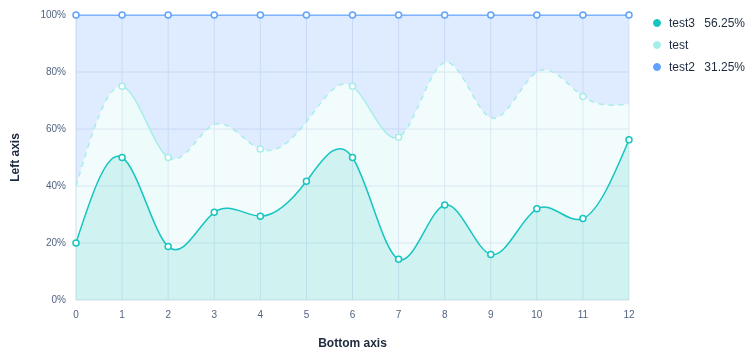 100%
80%
60%
40%
20%
0%
Left axis
0 1 2 3 4 5 6 7 8 9 10 11 12
Bottom axis
test3 56.25%
test
test2 31.25%